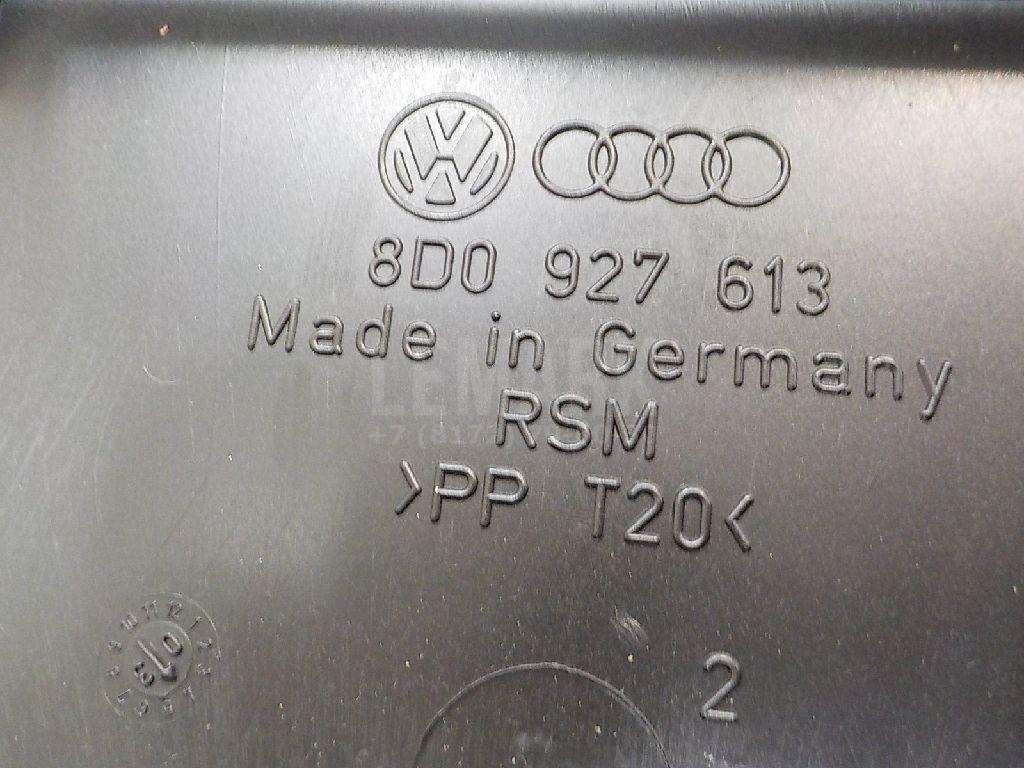 8D0 927 613
Made in Germany
RSM
>PP T20<
2